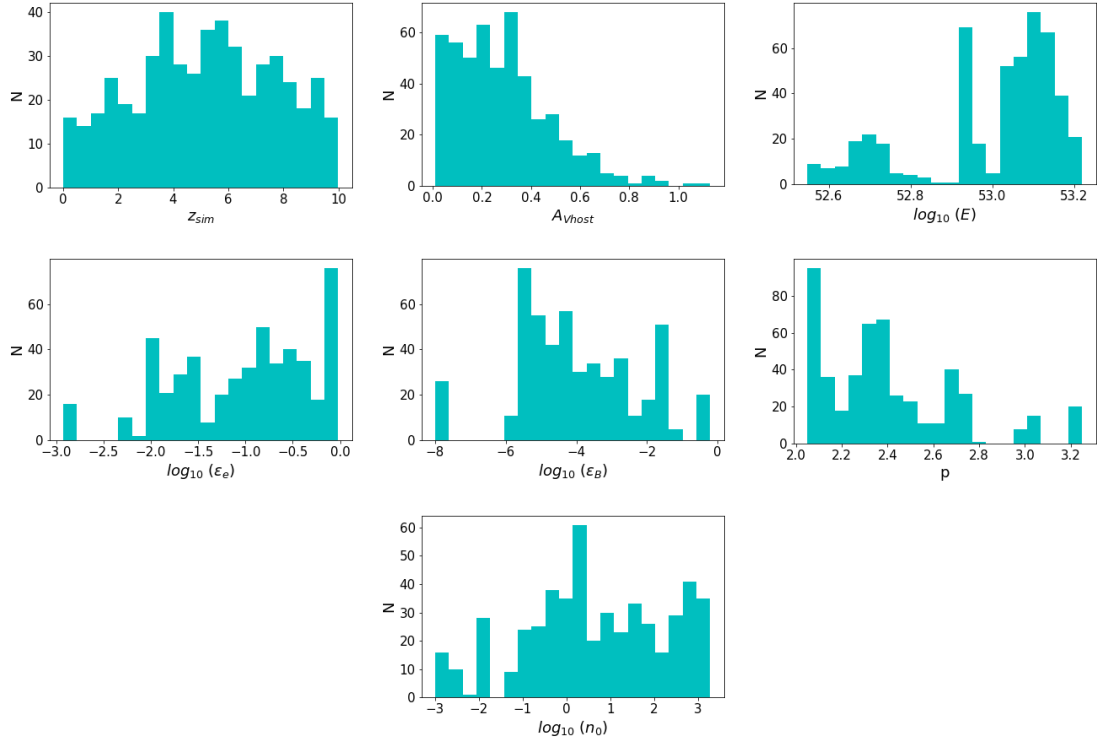 N
40
30
20
10
0
0 2 4 6 8 10
z_sim
N
60
40
20
0
0.0 0.2 0.4 0.6 0.8 1.0
A_Vhost
N
60
40
20
0
52.6 52.8 53.0 53.2
log₁₀ (E)
N
60
40
20
0
−3.0 −2.5 −2.0 −1.5 −1.0 −0.5 0.0
log₁₀ (ε_e)
N
60
40
20
0
−8 −6 −4 −2 0
log₁₀ (ε_B)
N
80
60
40
20
0
2.0 2.2 2.4 2.6 2.8 3.0 3.2
p
N
60
50
40
30
20
10
0
−3 −2 −1 0 1 2 3
log₁₀ (n₀)